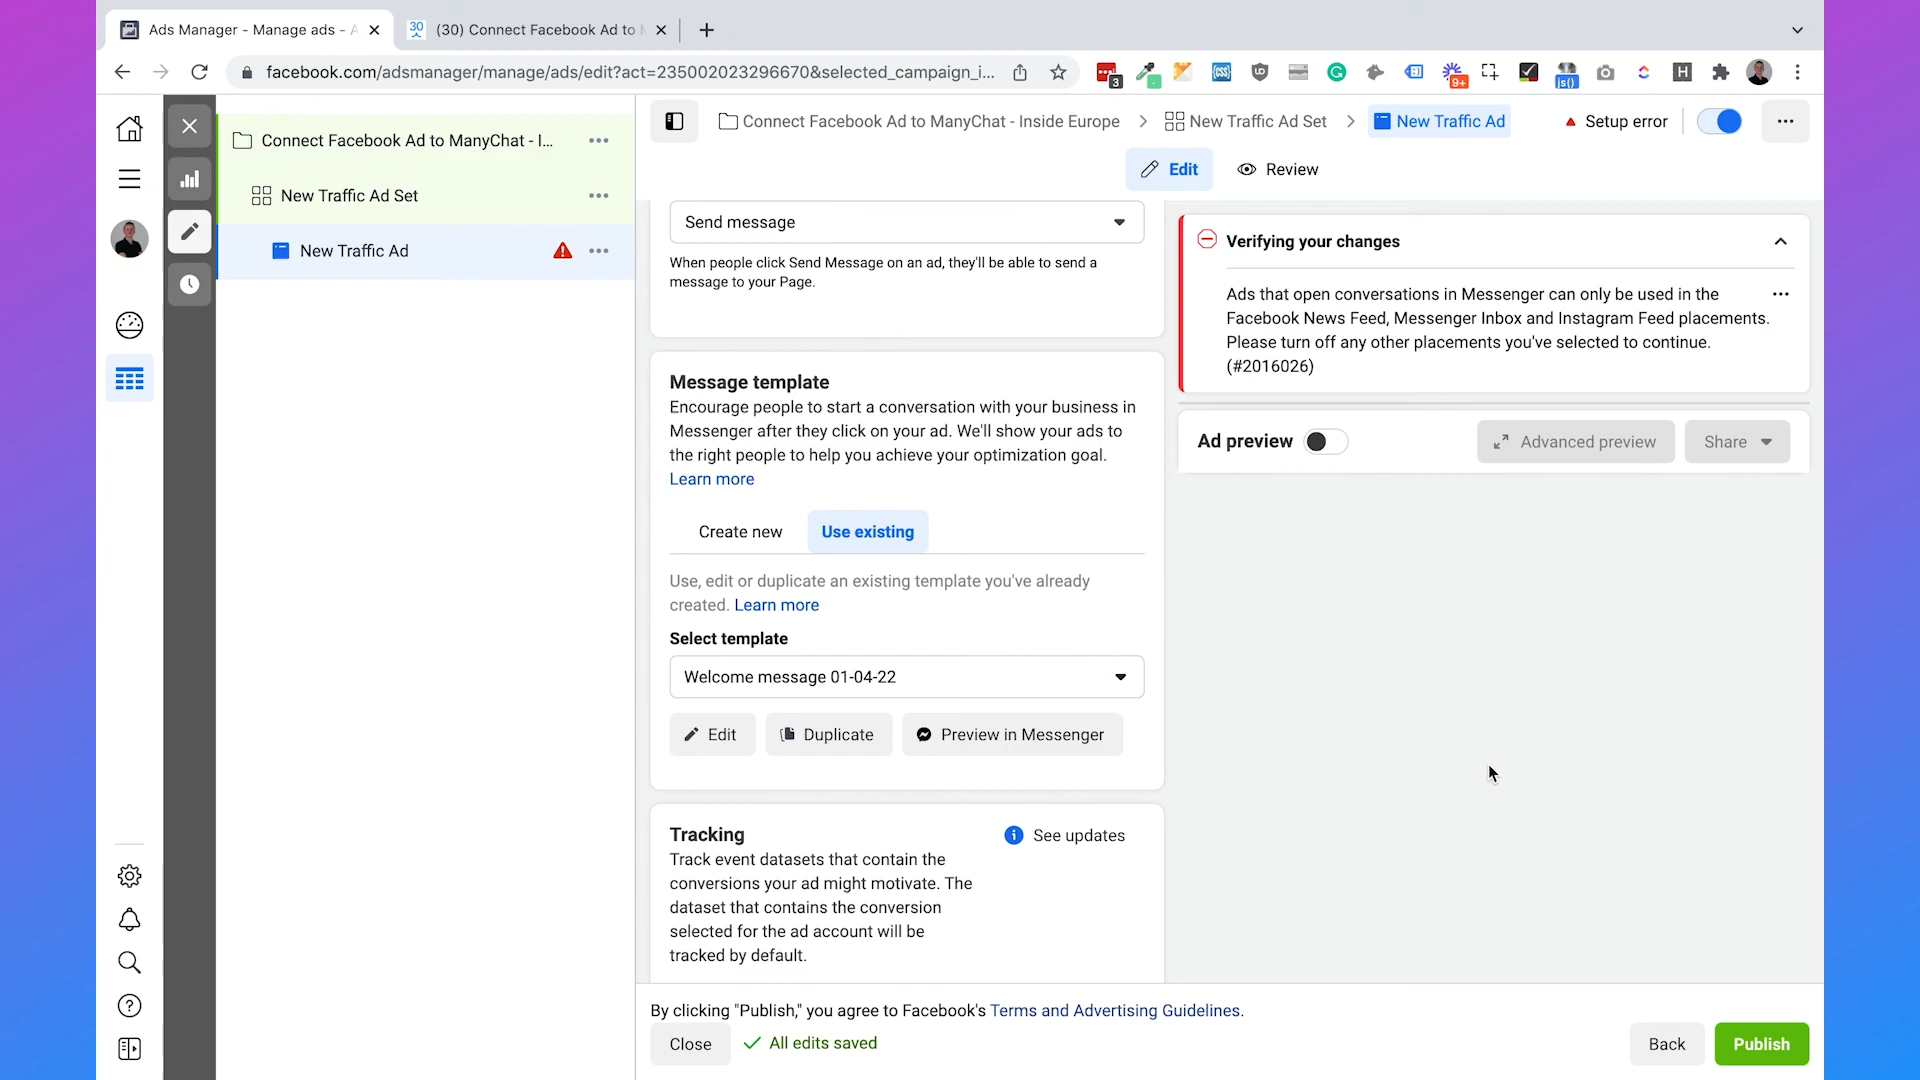 Ads Manager - Manage ads - A
(30) Connect Facebook Ad to M
facebook.com/adsmanager/manage/ads/edit?act=235002023296670&selected_campaign_i...
Connect Facebook Ad to ManyChat - I...
New Traffic Ad Set
New Traffic Ad
Connect Facebook Ad to ManyChat - Inside Europe
New Traffic Ad Set
New Traffic Ad
Setup error
Edit
Review
Send message
When people click Send Message on an ad, they'll be able to send a
message to your Page.
Message template
Encourage people to start a conversation with your business in
Messenger after they click on your ad. We'll show your ads to
the right people to help you achieve your optimization goal.
Learn more
Create new
Use existing
Use, edit or duplicate an existing template you've already
created. Learn more
Select template
Welcome message 01-04-22
Edit
Duplicate
Preview in Messenger
Tracking
See updates
Track event datasets that contain the
conversions your ad might motivate. The
dataset that contains the conversion
selected for the ad account will be
tracked by default.
Verifying your changes
Ads that open conversations in Messenger can only be used in the
Facebook News Feed, Messenger Inbox and Instagram Feed placements.
Please turn off any other placements you've selected to continue.
(#2016026)
Ad preview
Advanced preview
Share
By clicking "Publish," you agree to Facebook's Terms and Advertising Guidelines.
Close
All edits saved
Back
Publish
30
3
9+
js()
H